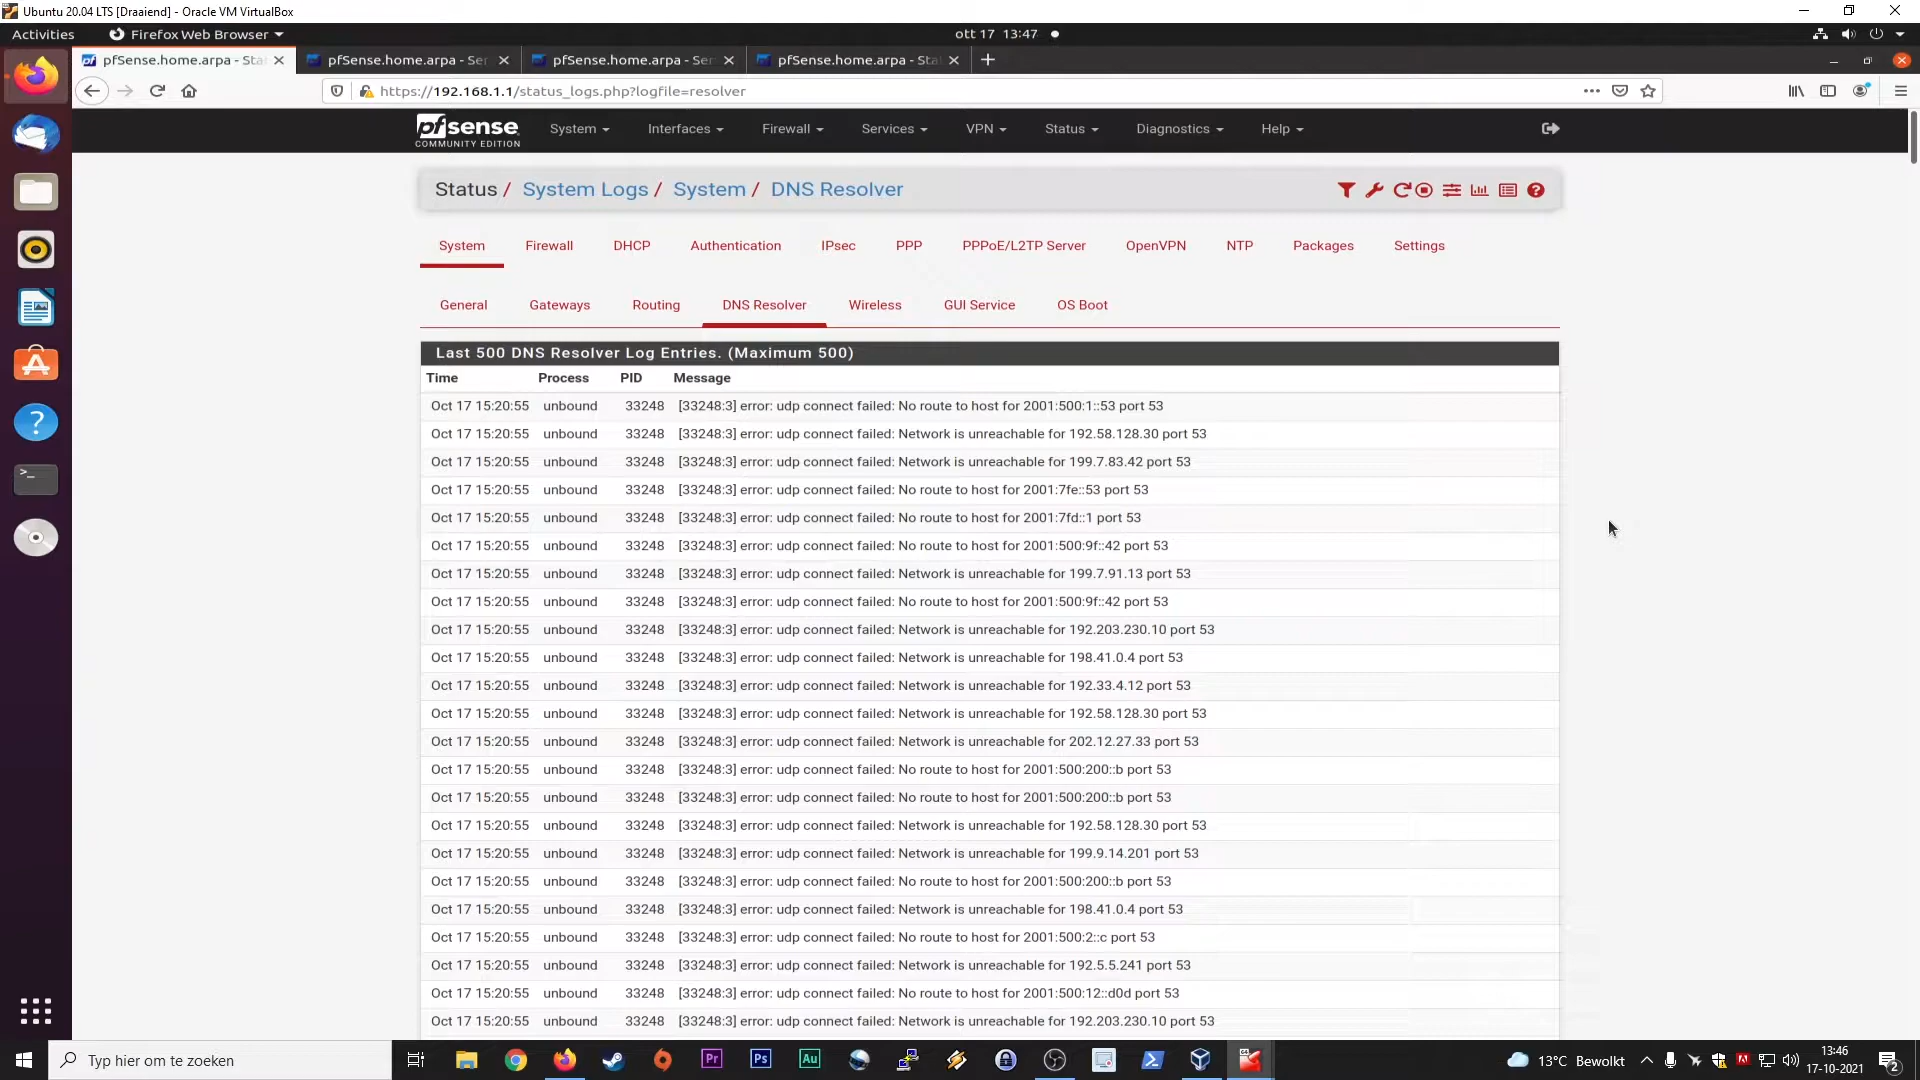 Ubuntu 20.04 LTS [Draaiend] - Oracle VM VirtualBox
Activities Firefox Web Browser ott 17 13:47
pfSense.home.arpa - Sta pfSense.home.arpa - Ser pfSense.home.arpa - Ser pfSense.home.arpa - Sta
https://192.168.1.1/status_logs.php?logfile=resolver
pfsense COMMUNITY EDITION System Interfaces Firewall Services VPN Status Diagnostics Help
Status / System Logs / System / DNS Resolver
System Firewall DHCP Authentication IPsec PPP PPPoE/L2TP Server OpenVPN NTP Packages Settings
General Gateways Routing DNS Resolver Wireless GUI Service OS Boot
Last 500 DNS Resolver Log Entries. (Maximum 500)
Time Process PID Message
Oct 17 15:20:55 unbound 33248 [33248:3] error: udp connect failed: No route to host for 2001:500:1::53 port 53
Oct 17 15:20:55 unbound 33248 [33248:3] error: udp connect failed: Network is unreachable for 192.58.128.30 port 53
Oct 17 15:20:55 unbound 33248 [33248:3] error: udp connect failed: Network is unreachable for 199.7.83.42 port 53
Oct 17 15:20:55 unbound 33248 [33248:3] error: udp connect failed: No route to host for 2001:7fe::53 port 53
Oct 17 15:20:55 unbound 33248 [33248:3] error: udp connect failed: No route to host for 2001:7fd::1 port 53
Oct 17 15:20:55 unbound 33248 [33248:3] error: udp connect failed: No route to host for 2001:500:9f::42 port 53
Oct 17 15:20:55 unbound 33248 [33248:3] error: udp connect failed: Network is unreachable for 199.7.91.13 port 53
Oct 17 15:20:55 unbound 33248 [33248:3] error: udp connect failed: No route to host for 2001:500:9f::42 port 53
Oct 17 15:20:55 unbound 33248 [33248:3] error: udp connect failed: Network is unreachable for 192.203.230.10 port 53
Oct 17 15:20:55 unbound 33248 [33248:3] error: udp connect failed: Network is unreachable for 198.41.0.4 port 53
Oct 17 15:20:55 unbound 33248 [33248:3] error: udp connect failed: Network is unreachable for 192.33.4.12 port 53
Oct 17 15:20:55 unbound 33248 [33248:3] error: udp connect failed: Network is unreachable for 192.58.128.30 port 53
Oct 17 15:20:55 unbound 33248 [33248:3] error: udp connect failed: Network is unreachable for 202.12.27.33 port 53
Oct 17 15:20:55 unbound 33248 [33248:3] error: udp connect failed: No route to host for 2001:500:200::b port 53
Oct 17 15:20:55 unbound 33248 [33248:3] error: udp connect failed: No route to host for 2001:500:200::b port 53
Oct 17 15:20:55 unbound 33248 [33248:3] error: udp connect failed: Network is unreachable for 192.58.128.30 port 53
Oct 17 15:20:55 unbound 33248 [33248:3] error: udp connect failed: Network is unreachable for 199.9.14.201 port 53
Oct 17 15:20:55 unbound 33248 [33248:3] error: udp connect failed: No route to host for 2001:500:200::b port 53
Oct 17 15:20:55 unbound 33248 [33248:3] error: udp connect failed: Network is unreachable for 198.41.0.4 port 53
Oct 17 15:20:55 unbound 33248 [33248:3] error: udp connect failed: No route to host for 2001:500:2::c port 53
Oct 17 15:20:55 unbound 33248 [33248:3] error: udp connect failed: Network is unreachable for 192.5.5.241 port 53
Oct 17 15:20:55 unbound 33248 [33248:3] error: udp connect failed: No route to host for 2001:500:12::d0d port 53
Oct 17 15:20:55 unbound 33248 [33248:3] error: udp connect failed: Network is unreachable for 192.203.230.10 port 53
Typ hier om te zoeken Pr Ps Au 13°C Bewolkt 13:46
17-10-2021 2